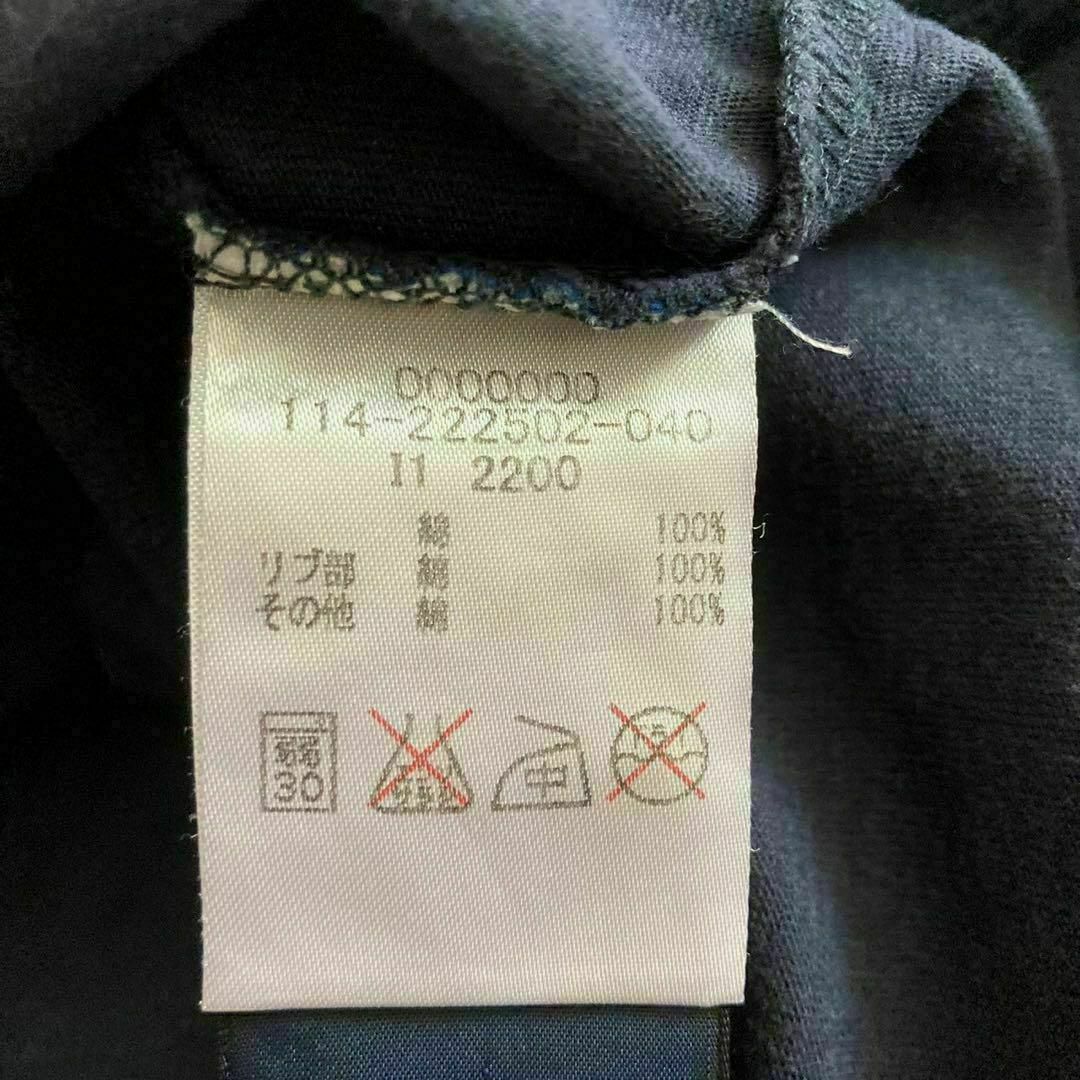 0000000
114-222502-040
I1 2200
綿 100%
リブ部 綿 100%
その他 綿 100%
弱 30
中